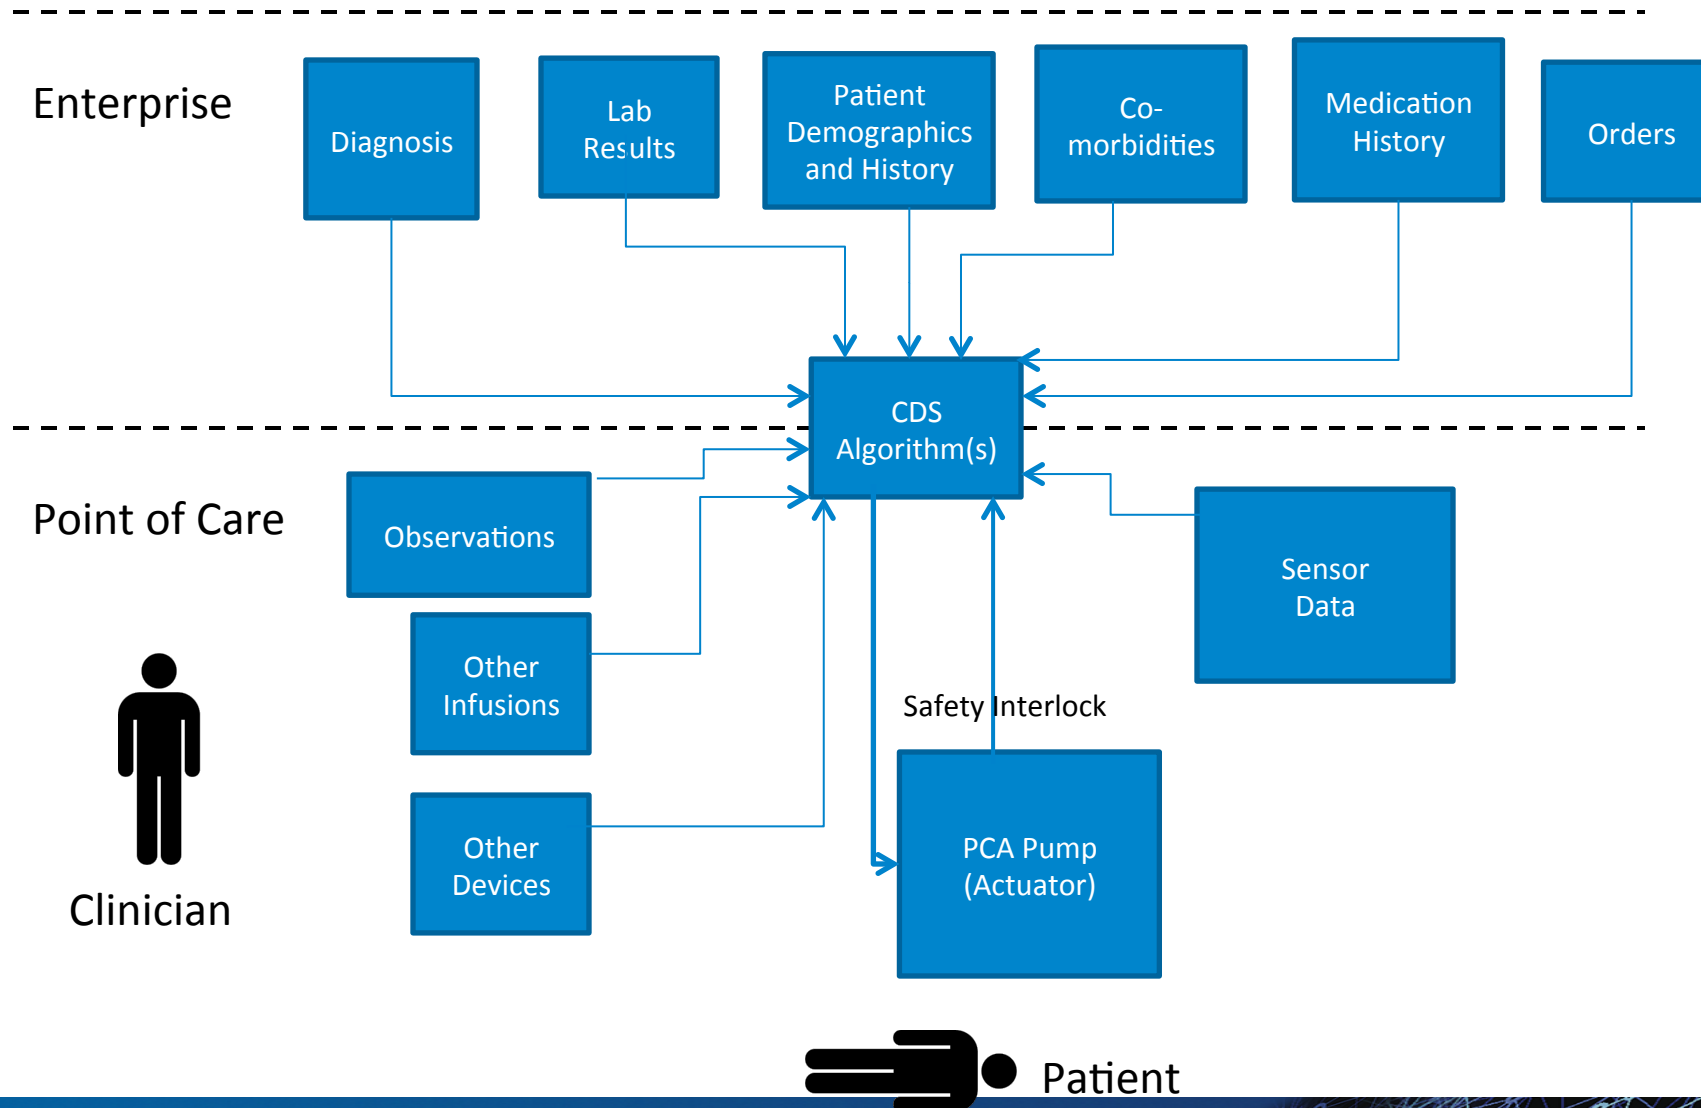 Enterprise
Diagnosis
Lab
Results
Patient
Demographics
and History
Co-
morbidities
Medication
History
Orders
CDS
Algorithm(s)
Point of Care
Observations
Sensor
Data
Other
Infusions
Safety Interlock
Other
Devices
PCA Pump
(Actuator)
Clinician
Patient